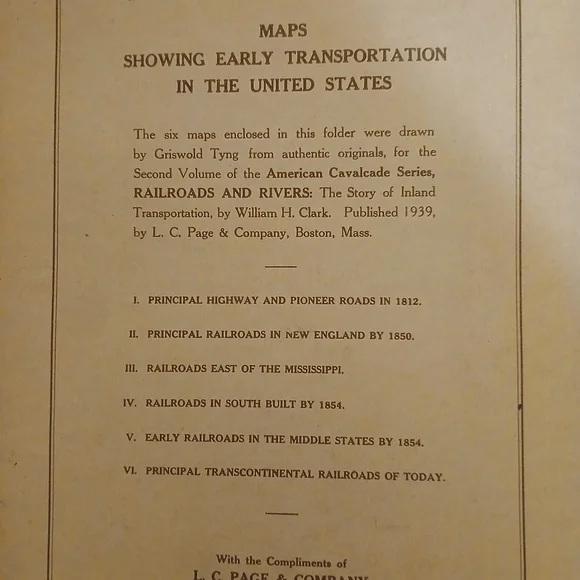 MAPS
SHOWING EARLY TRANSPORTATION
IN THE UNITED STATES
The six maps enclosed in this folder were drawn
by Griswold Tyng from authentic originals, for the
Second Volume of the American Cavalcade Series,
RAILROADS AND RIVERS: The Story of Inland
Transportation, by William H. Clark. Published 1939,
by L. C. Page & Company, Boston, Mass.
I. PRINCIPAL HIGHWAY AND PIONEER ROADS IN 1812.
II. PRINCIPAL RAILROADS IN NEW ENGLAND BY 1850.
III. RAILROADS EAST OF THE MISSISSIPPI.
IV. RAILROADS IN SOUTH BUILT BY 1854.
V. EARLY RAILROADS IN THE MIDDLE STATES BY 1854.
VI. PRINCIPAL TRANSCONTINENTAL RAILROADS OF TODAY.
With the Compliments of
L. C. PAGE & COMPANY